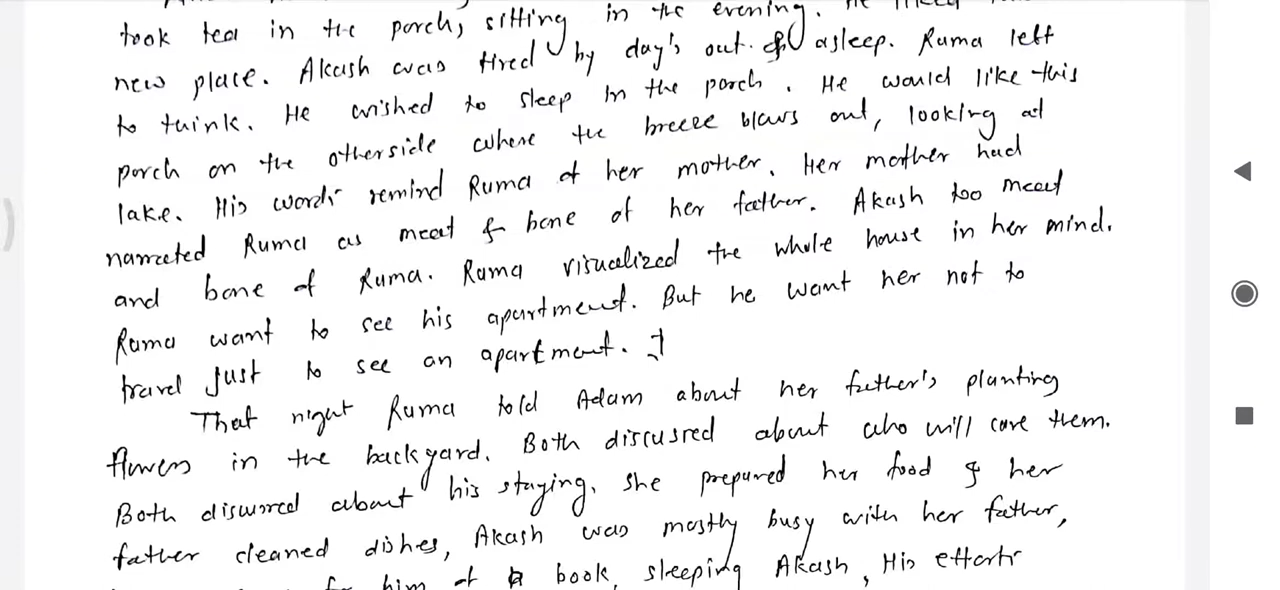 took tea in the porch, sitting in the evening. He liked
new place. Akash was tired by day's out. & asleep. Ruma left
to think. He wished to sleep in the porch. He would like this
porch on the otherside where the breeze blows out, looking at
lake. His words remind Ruma of her mother. Her mother had
narrated Ruma as meat & bone of her father. Akash too meat
and bone of Ruma. Ruma visualized the whole house in her mind.
Ruma want to see his apartment. But he want her not to
travel just to see an apartment.
That night Ruma told Adam about her father's planting
flowers in the backyard. Both discussed about who will care them.
Both discussed about his staying. She prepared her food & her
father cleaned dishes, Akash was mostly busy with her father,
for him of book, sleeping Akash, His efforts